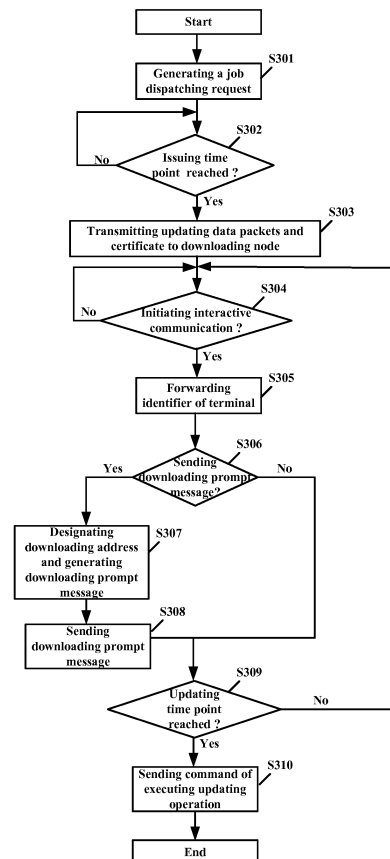 Start
S301
Generating a job
dispatching request
S302
Issuing time
point reached ?
No
Yes
S303
Transmitting updating data packets and
certificate to downloading node
S304
Initiating interactive
communication ?
No
Yes
S305
Forwarding
identifier of terminal
S306
Sending
downloading prompt
message?
Yes
No
S307
Designating
downloading address
and generating
downloading prompt
message
S308
Sending
downloading prompt
message
S309
Updating
time point
reached ?
No
Yes
S310
Sending command of
executing updating
operation
End